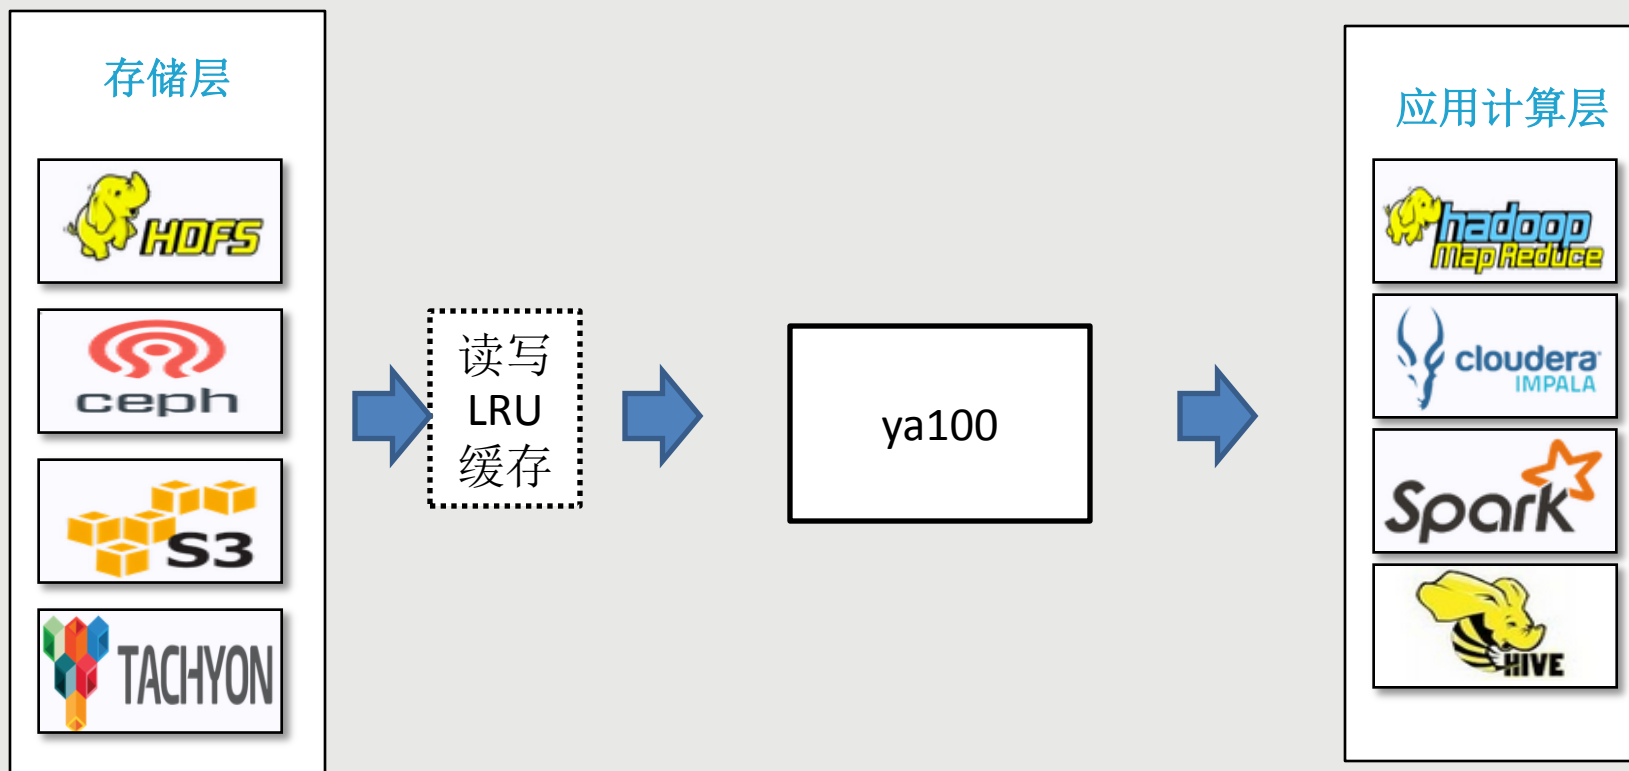 存储层
HDFS
ceph
S3
TACHYON
读写
LRU
缓存
ya100
应用计算层
hadoop
Map Reduce
cloudera
IMPALA
Spark
HIVE